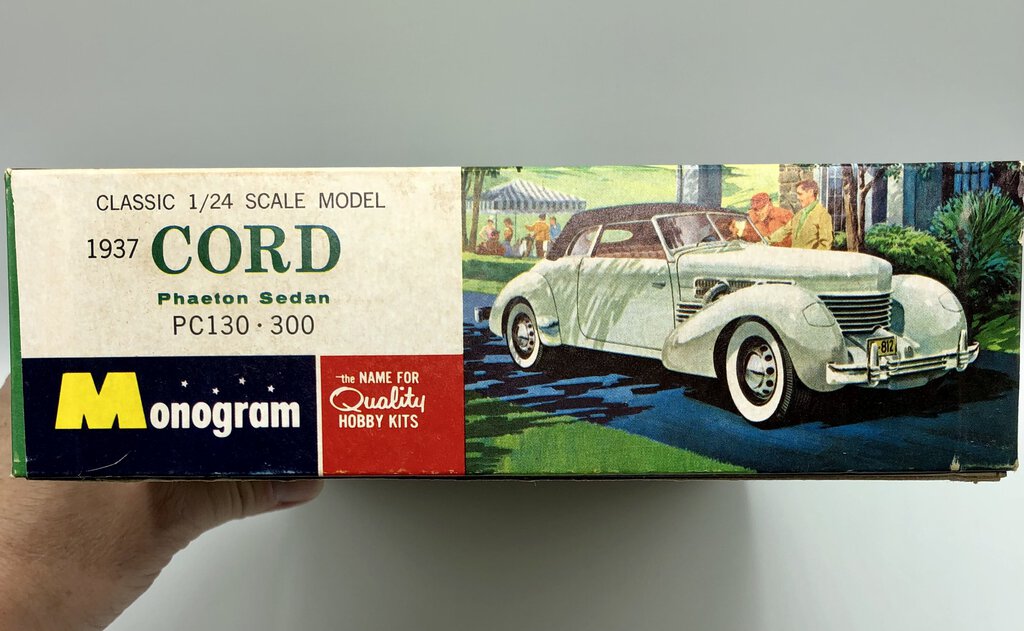 CLASSIC 1/24 SCALE MODEL
1937 CORD
Phaeton Sedan
PC130 · 300
Monogram
the NAME FOR
Quality
HOBBY KITS
812